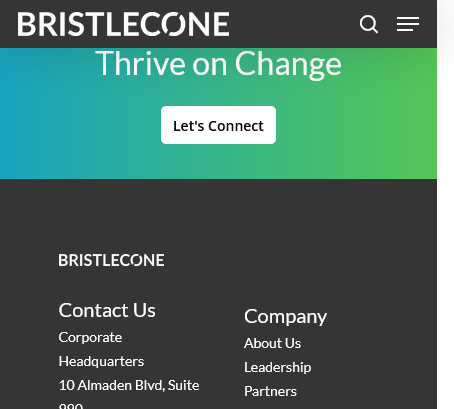 BRISTLECONE
Thrive on Change
Let's Connect
BRISTLECONE
Contact Us
Corporate
Headquarters
10 Almaden Blvd, Suite
Company
About Us
Leadership
Partners